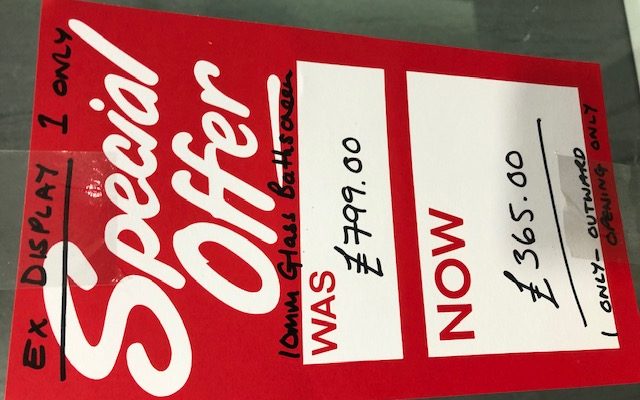 EX DISPLAY 1 ONLY
Special
Offer
10mm Glass Bathscreen
WAS
£799.00
NOW
£365.00
1 ONLY - OUTWARD
OPENING ONLY